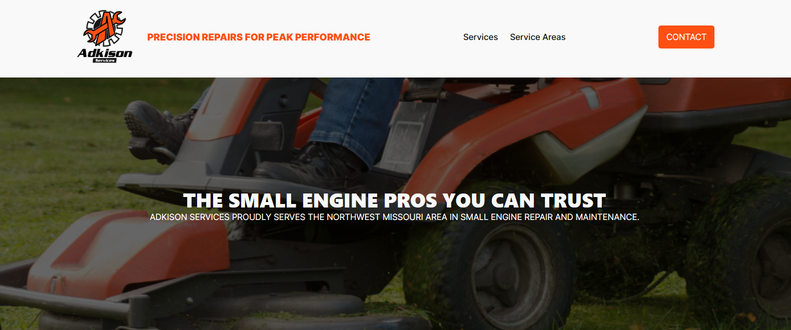 Adkison
Services
PRECISION REPAIRS FOR PEAK PERFORMANCE
Services
Service Areas
CONTACT
THE SMALL ENGINE PROS YOU CAN TRUST
ADKISON SERVICES PROUDLY SERVES THE NORTHWEST MISSOURI AREA IN SMALL ENGINE REPAIR AND MAINTENANCE.